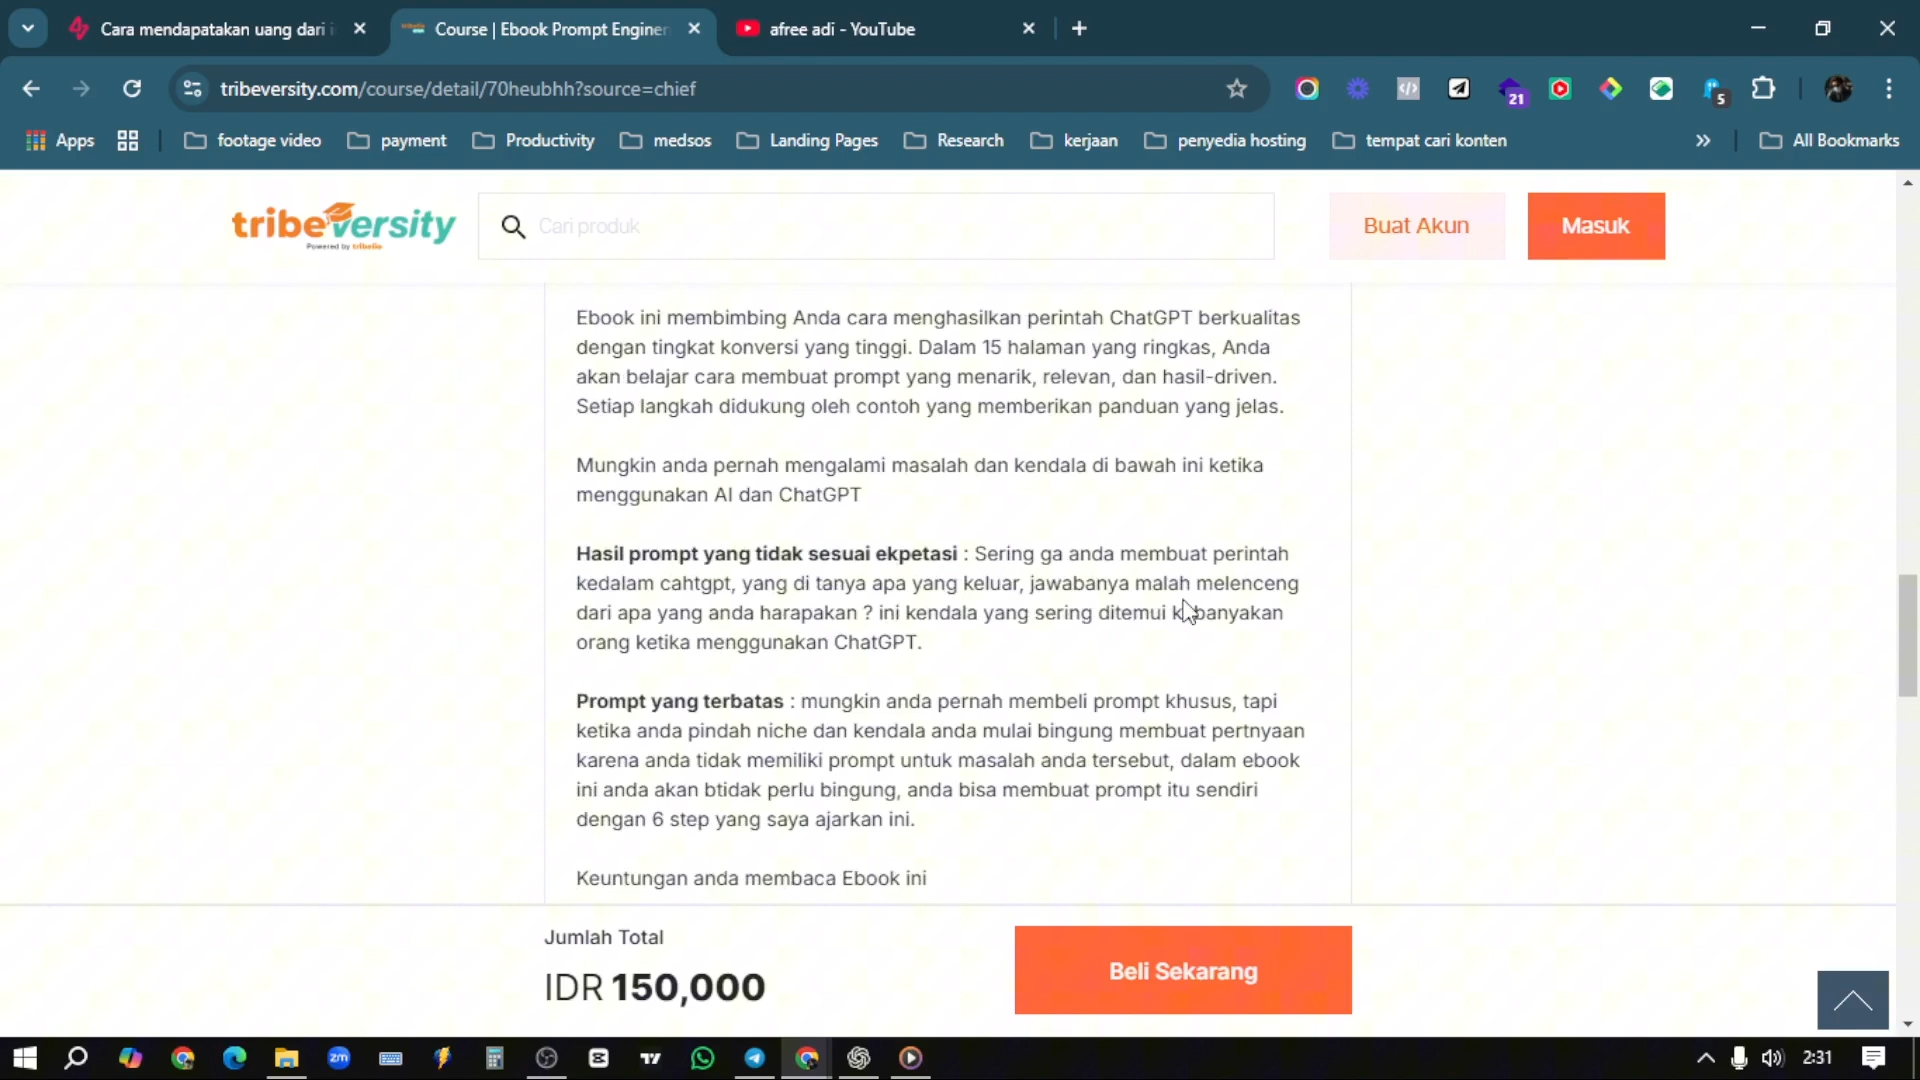 Cara mendapatakan uang dari i
Course | Ebook Prompt Enginer
afree adi - YouTube
tribeversity.com/course/detail/70heubhh?source=chief
21
5
Apps
footage video
payment
Productivity
medsos
Landing Pages
Research
kerjaan
penyedia hosting
tempat cari konten
All Bookmarks
tribeversity
Powered by tribelio
Cari produk
Buat Akun
Masuk
Ebook ini membimbing Anda cara menghasilkan perintah ChatGPT berkualitas
dengan tingkat konversi yang tinggi. Dalam 15 halaman yang ringkas, Anda
akan belajar cara membuat prompt yang menarik, relevan, dan hasil-driven.
Setiap langkah didukung oleh contoh yang memberikan panduan yang jelas.
Mungkin anda pernah mengalami masalah dan kendala di bawah ini ketika
menggunakan AI dan ChatGPT
Hasil prompt yang tidak sesuai ekpetasi : Sering ga anda membuat perintah
kedalam cahtgpt, yang di tanya apa yang keluar, jawabanya malah melenceng
dari apa yang anda harapakan ? ini kendala yang sering ditemui kebanyakan
orang ketika menggunakan ChatGPT.
Prompt yang terbatas : mungkin anda pernah membeli prompt khusus, tapi
ketika anda pindah niche dan kendala anda mulai bingung membuat pertnyaan
karena anda tidak memiliki prompt untuk masalah anda tersebut, dalam ebook
ini anda akan btidak perlu bingung, anda bisa membuat prompt itu sendiri
dengan 6 step yang saya ajarkan ini.
Keuntungan anda membaca Ebook ini
Jumlah Total
IDR 150,000
Beli Sekarang
zm
2:31